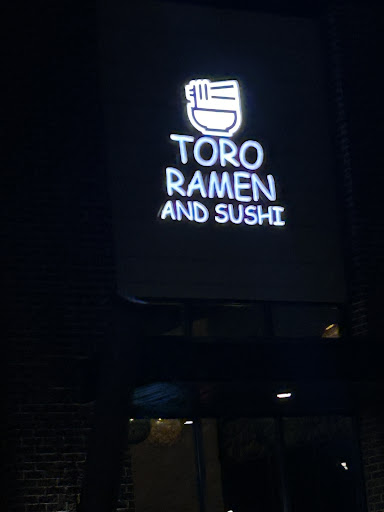 TORO
RAMEN
AND SUSHI